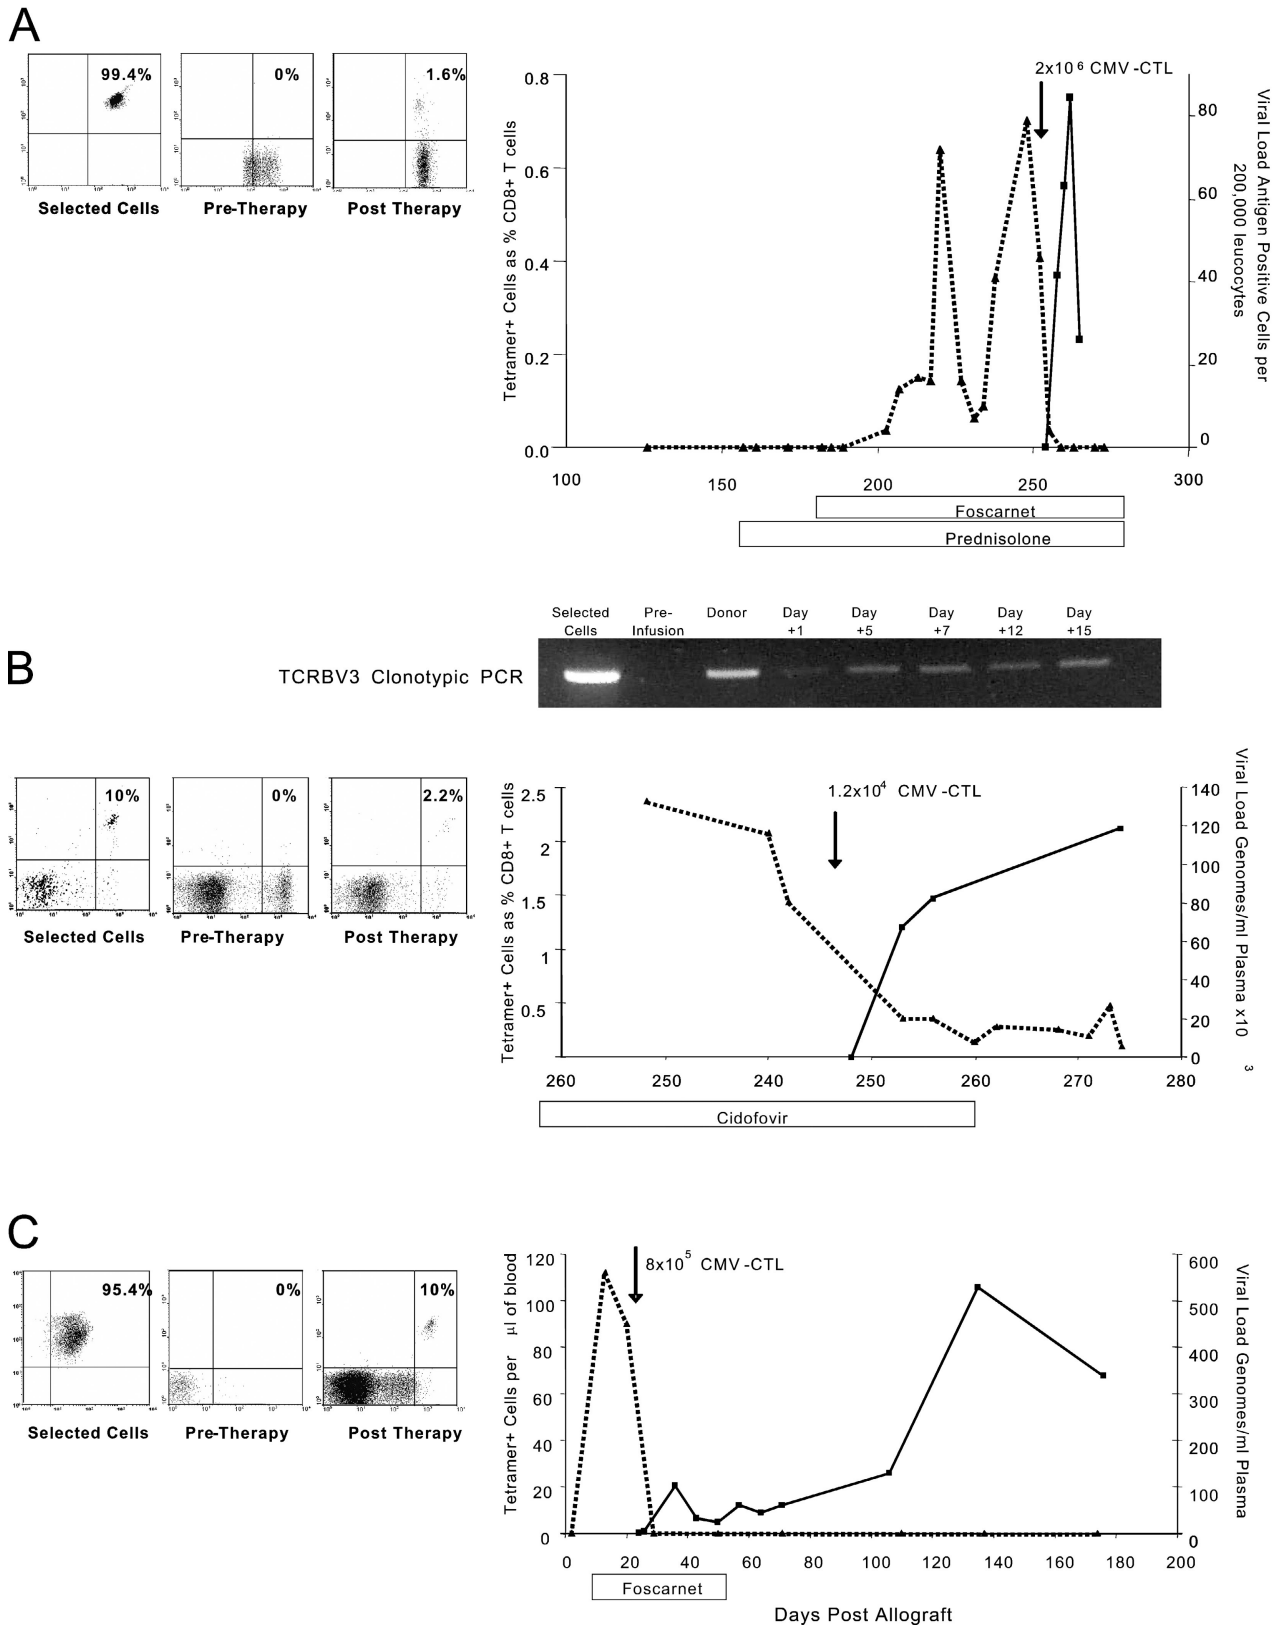 A
99.4%
0%
1.6%
Selected Cells
Pre-Therapy
Post Therapy
2x10 6 CMV-CTL
Tetramer+ Cells as % CD8+ T cells
0.8
0.6
0.4
0.2
0.0
80
60
40
20
0
Viral Load Antigen Positive Cells per
200,000 leucocytes
100
150
200
250
300
Foscarnet
Prednisolone
B
TCRBV3 Clonotypic PCR
Selected
Cells
Pre-
Infusion
Donor
Day
+1
Day
+5
Day
+7
Day
+12
Day
+15
10%
0%
2.2%
Selected Cells
Pre-Therapy
Post Therapy
1.2x10 4 CMV-CTL
Tetramer+ Cells as % CD8+ T cells
2.5
2
1.5
1
0.5
140
120
100
80
60
40
20
0
Viral Load Genomes/ml Plasma x10 3
260
250
240
250
260
270
280
Cidofovir
C
95.4%
0%
10%
Selected Cells
Pre-Therapy
Post Therapy
8x10 5 CMV-CTL
Tetramer+ Cells per µl of blood
120
100
80
60
40
20
0
600
500
400
300
200
100
0
Viral Load Genomes/ml Plasma
0
20
40
60
80
100
120
140
160
180
200
Foscarnet
Days Post Allograft